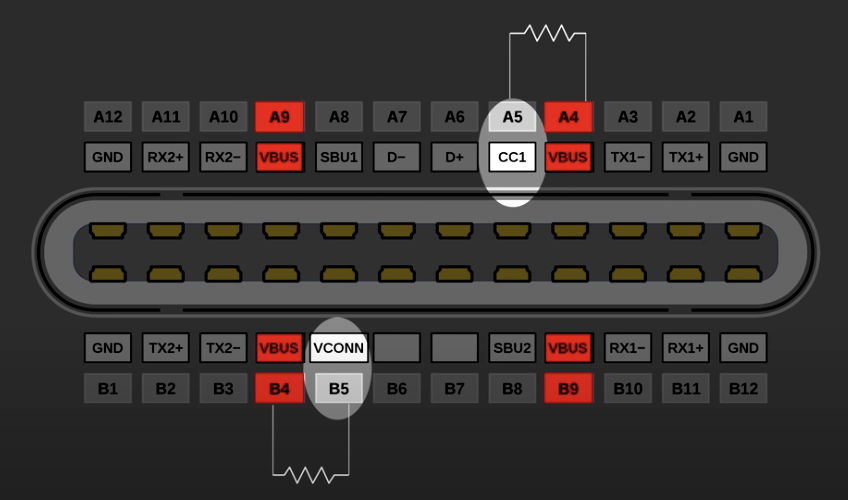 A12 A11 A10 A9 A8 A7 A6 A5 A4 A3 A2 A1
GND RX2+ RX2− VBUS SBU1 D− D+ CC1 VBUS TX1− TX1+ GND
GND TX2+ TX2− VBUS VCONN SBU2 VBUS RX1− RX1+ GND
B1 B2 B3 B4 B5 B6 B7 B8 B9 B10 B11 B12